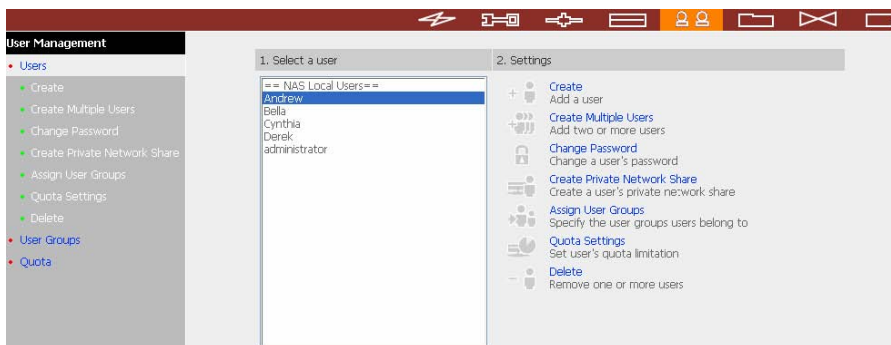 User Management
Users
Create
Create Multiple Users
Change Password
Create Private Network Share
Assign User Groups
Quota Settings
Delete
User Groups
Quota
1. Select a user
== NAS Local Users==
Andrew
Bella
Cynthia
Derek
administrator
2. Settings
Create
Add a user
Create Multiple Users
Add two or more users
Change Password
Change a user's password
Create Private Network Share
Create a user's private network share
Assign User Groups
Specify the user groups users belong to
Quota Settings
Set user's quota limitation
Delete
Remove one or more users